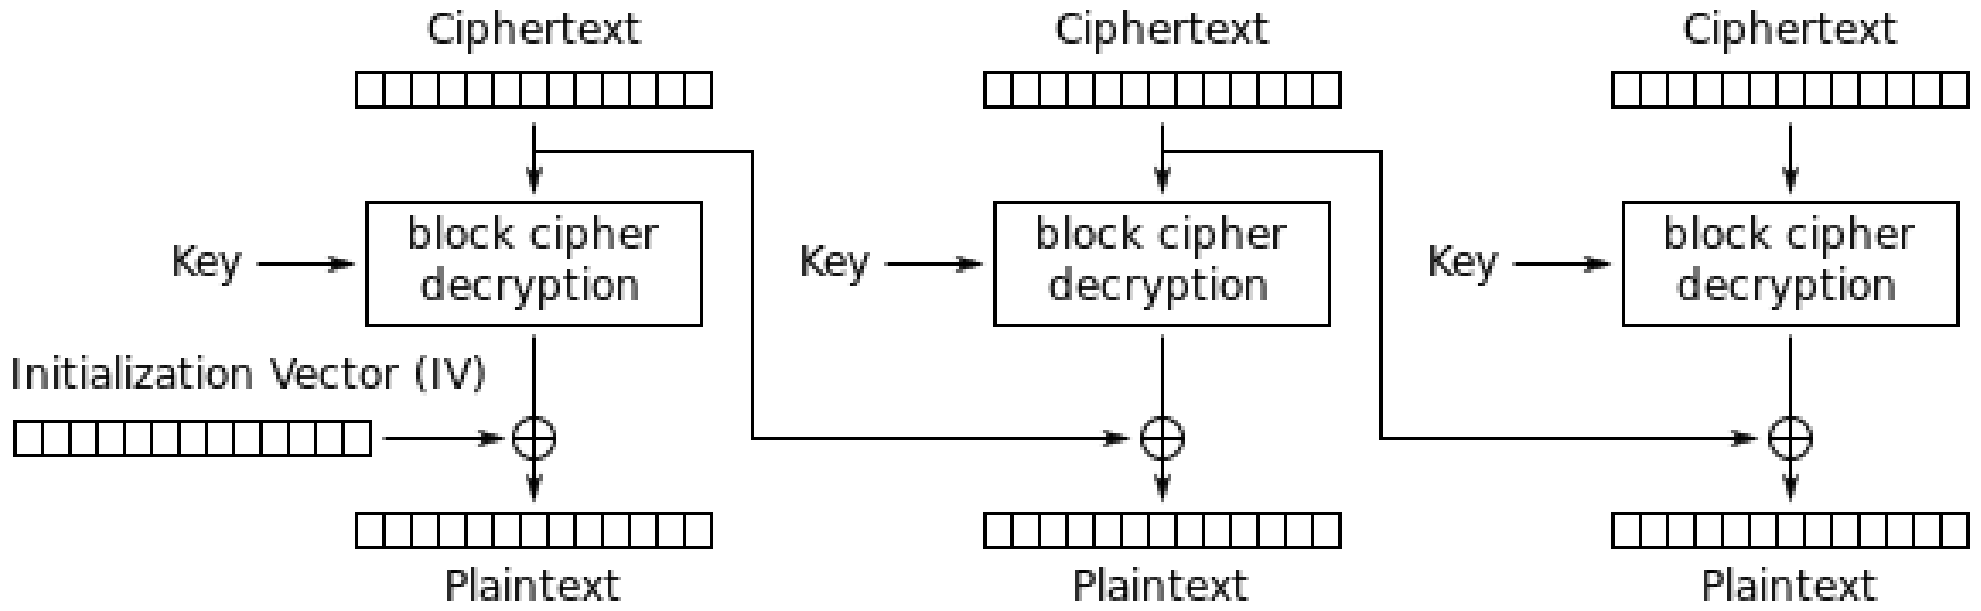 Ciphertext
Ciphertext
Ciphertext
Key
block cipher
decryption
Key
block cipher
decryption
Key
block cipher
decryption
Initialization Vector (IV)
Plaintext
Plaintext
Plaintext